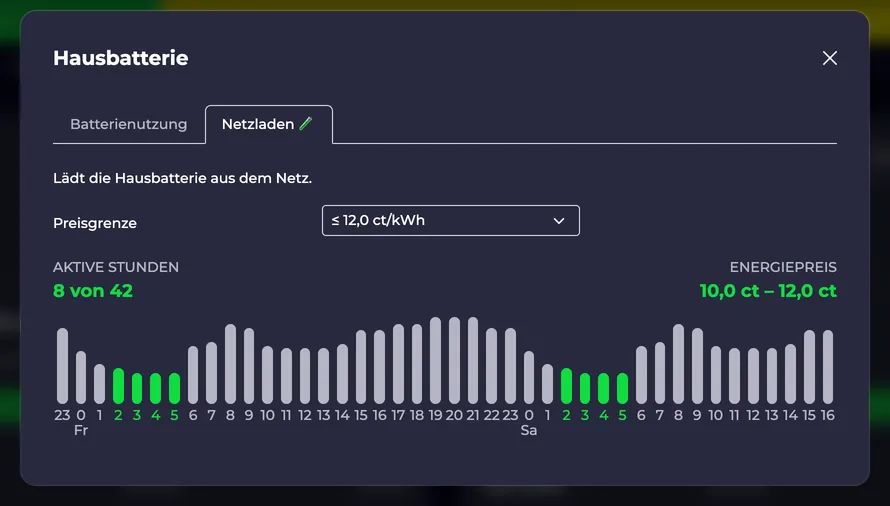 Hausbatterie
Batterienutzung
Netzladen
Lädt die Hausbatterie aus dem Netz.
Preisgrenze
≤ 12,0 ct/kWh
AKTIVE STUNDEN
ENERGIEPREIS
8 von 42
10,0 ct – 12,0 ct
23 0 1 2 3 4 5 6 7 8 9 10 11 12 13 14 15 16 17 18 19 20 21 22 23 0 1 2 3 4 5 6 7 8 9 10 11 12 13 14 15 16
Fr Sa